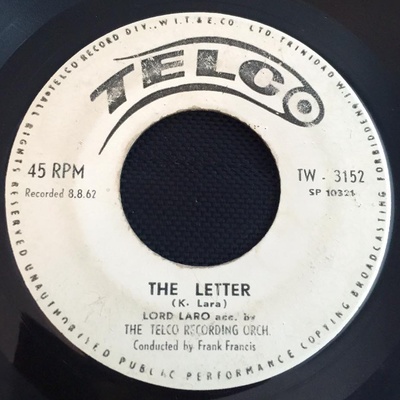 TELCO RECORD DIV., W.I.T.& E.CO LTD. TRINIDAD W.I.
TELCO
45 RPM
TW - 3152
Recorded 8.8.62
SP 10321
THE LETTER
(K. Lara)
LORD LARO acc. by
THE TELCO RECORDING ORCH.
Conducted by Frank Francis
ALL RIGHTS RESERVED UNAUTHORISED PUBLIC PERFORMANCE COPYING BROADCASTING FORBIDDEN